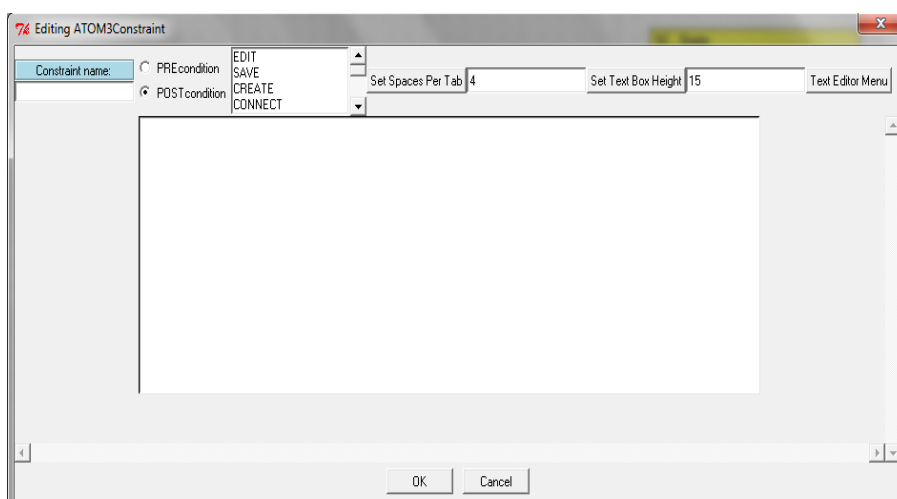 Editing ATOM3Constraint
x
Constraint name:
PREcondition
POSTcondition
EDIT
SAVE
CREATE
CONNECT
Set Spaces Per Tab 4
Set Text Box Height 15
Text Editor Menu
OK Cancel